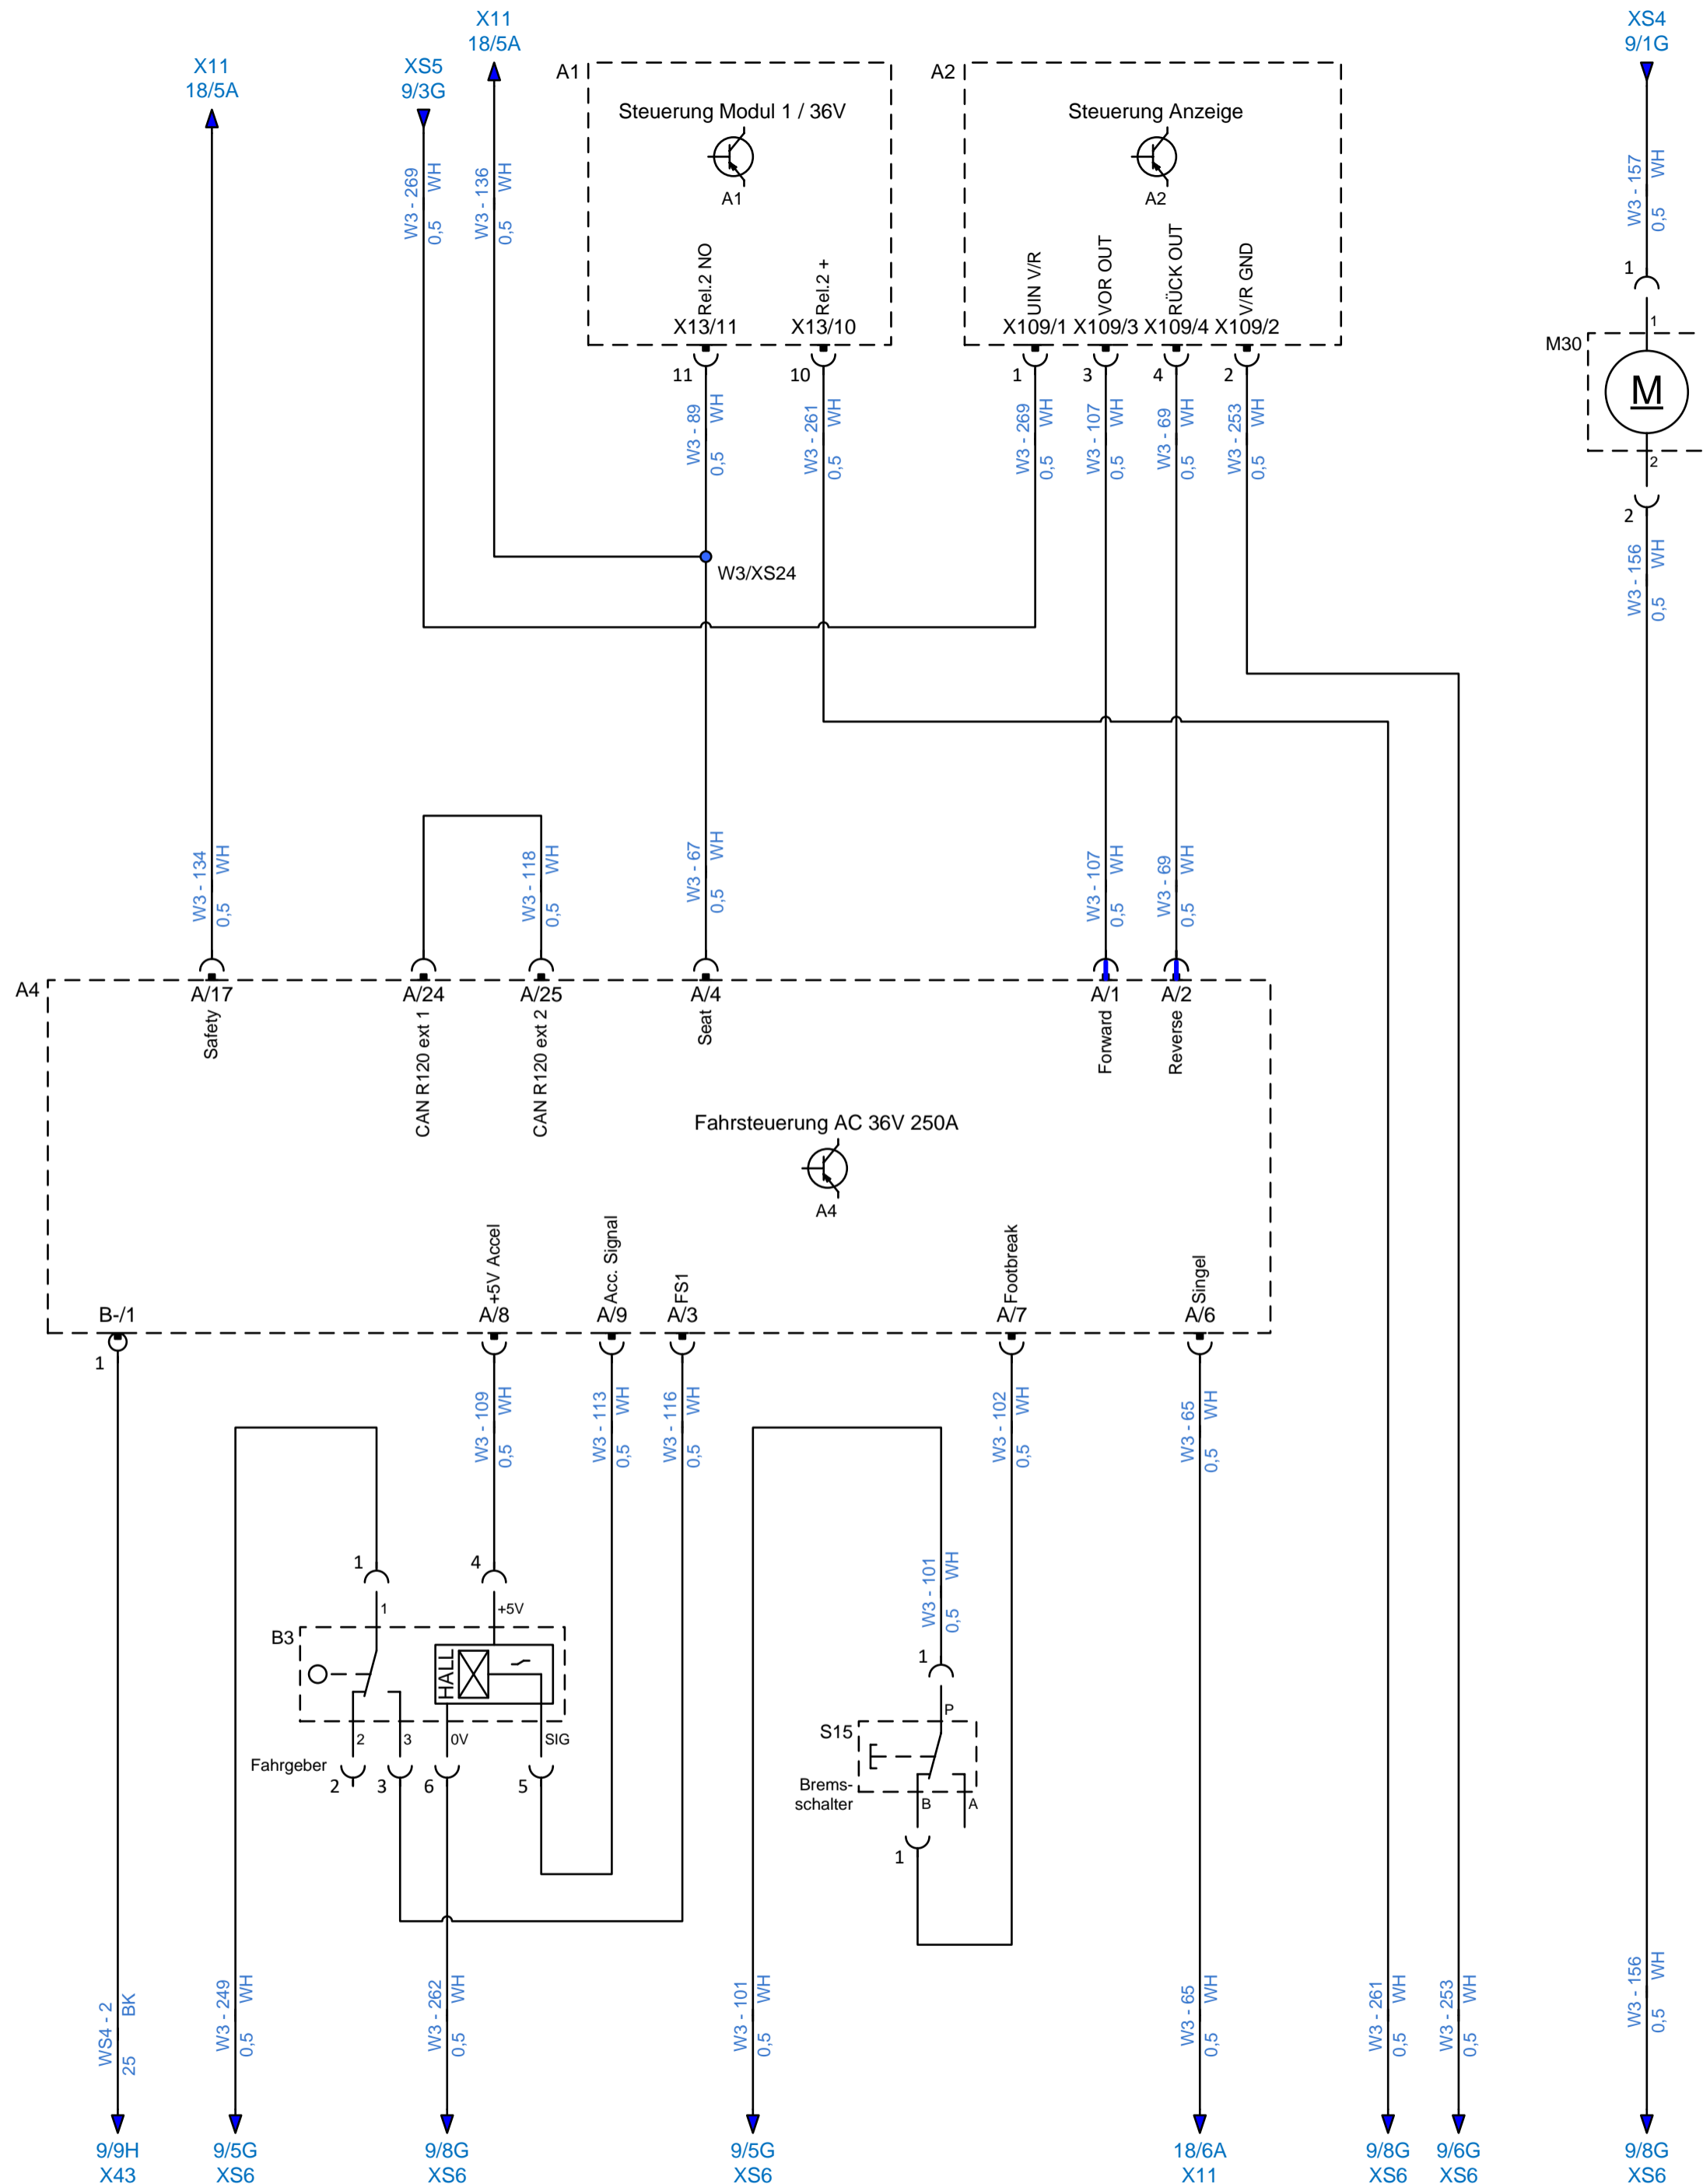 X11
18/5A
XS5
9/3G
X11
18/5A
XS4
9/1G
W3 - 269
WH
0,5
W3 - 136
WH
0,5
A1
Steuerung Modul 1 / 36V
A1
Rel.2 NO
Rel.2 +
X13/11
X13/10
11
10
A2
Steuerung Anzeige
A2
UIN V/R
VOR OUT
RÜCK OUT
V/R GND
X109/1
X109/3
X109/4
X109/2
1
3
4
2
W3 - 157
WH
0,5
1
1
M30
M
2
2
W3 - 156
WH
0,5
W3 - 89
WH
0,5
W3 - 261
WH
0,5
W3 - 269
WH
0,5
W3 - 107
WH
0,5
W3 - 69
WH
0,5
W3 - 253
WH
0,5
W3/XS24
W3 - 134
WH
0,5
W3 - 118
WH
0,5
W3 - 67
WH
0,5
W3 - 107
WH
0,5
W3 - 69
WH
0,5
A4
A/17
A/24
A/25
A/4
A/1
A/2
Safety
CAN R120 ext 1
CAN R120 ext 2
Seat
Forward
Reverse
Fahrsteuerung AC 36V 250A
A4
+5V Accel
Acc. Signal
FS1
Footbreak
Singel
B-/1
A/8
A/9
A/3
A/7
A/6
1
W3 - 109
WH
0,5
W3 - 113
WH
0,5
W3 - 116
WH
0,5
W3 - 102
WH
0,5
W3 - 65
WH
0,5
1
4
1
+5V
B3
HALL
2
3
0V
SIG
Fahrgeber
2
3
6
5
W3 - 101
WH
0,5
1
P
S15
Brems-
schalter
B
A
1
WS4 - 2
BK
25
W3 - 249
WH
0,5
W3 - 262
WH
0,5
W3 - 101
WH
0,5
W3 - 65
WH
0,5
W3 - 261
WH
0,5
W3 - 253
WH
0,5
W3 - 156
WH
0,5
9/9H
X43
9/5G
XS6
9/8G
XS6
9/5G
XS6
18/6A
X11
9/8G
XS6
9/6G
XS6
9/8G
XS6